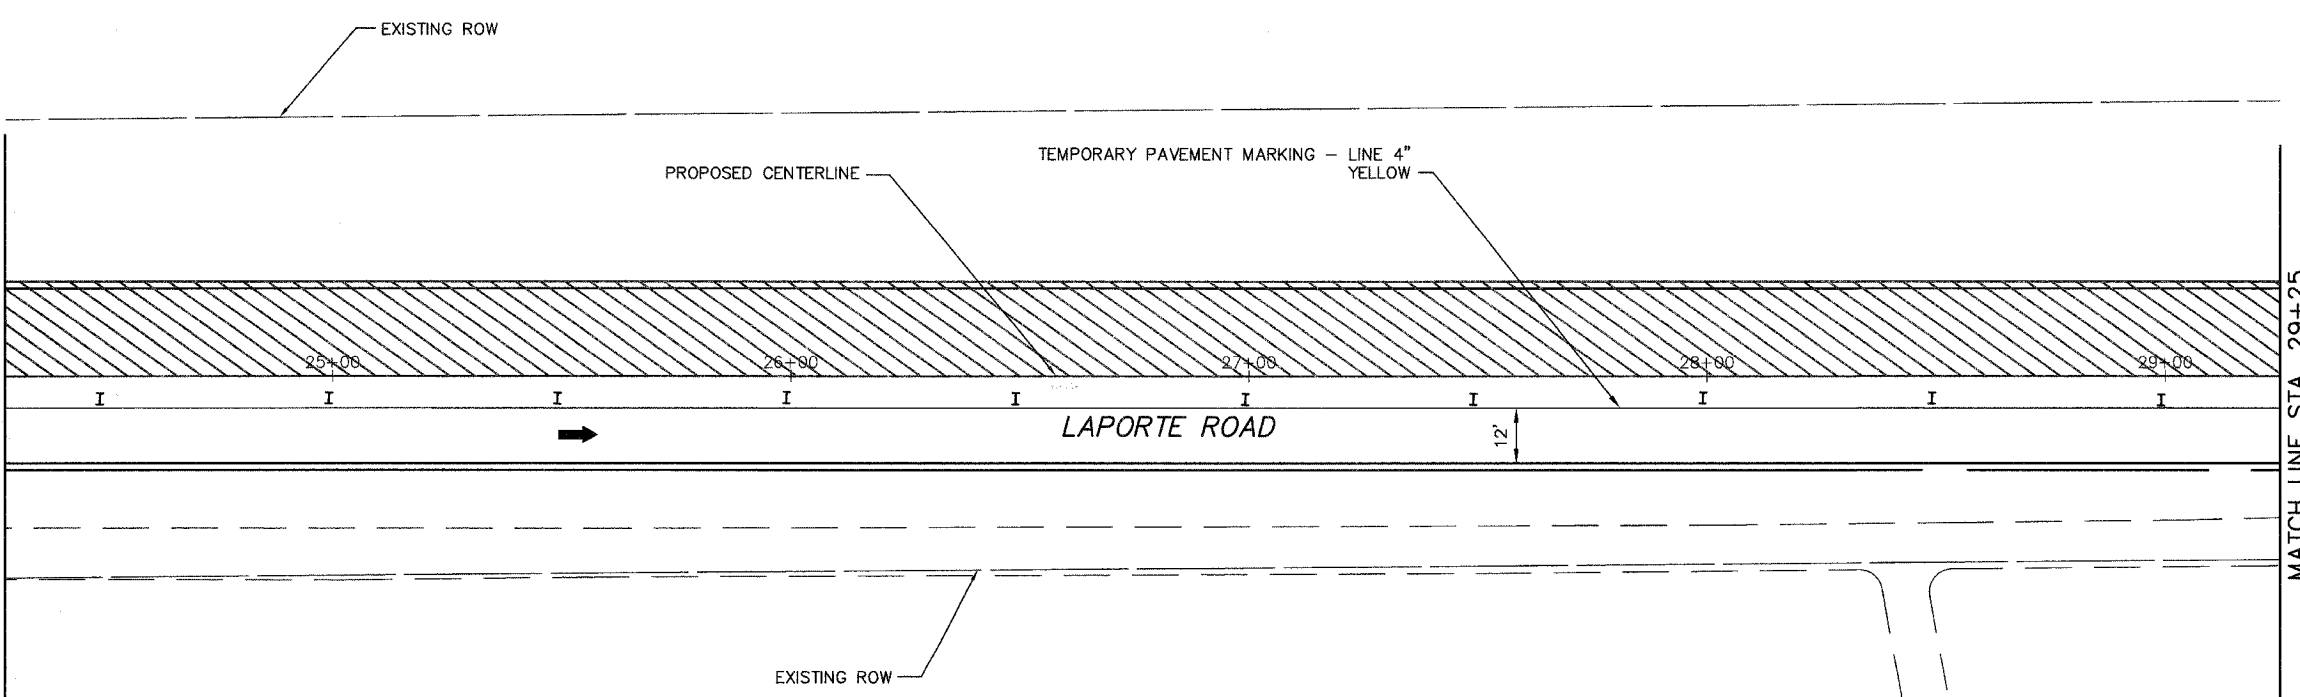 EXISTING ROW
TEMPORARY PAVEMENT MARKING – LINE 4"
YELLOW
PROPOSED CENTERLINE
25+00
26+00
27+00
28+00
29+00
LAPORTE ROAD
12'
MATCH LINE STA 29+25
EXISTING ROW